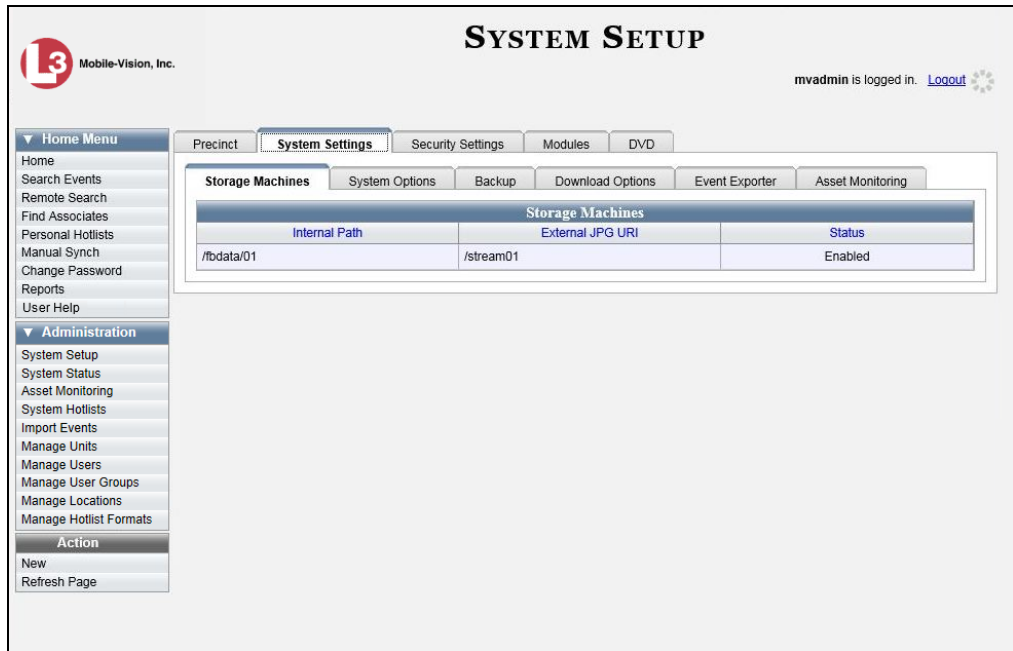 SYSTEM SETUP
L3 Mobile-Vision, Inc.
mvadmin is logged in. Logout
▼ Home Menu
Home
Search Events
Remote Search
Find Associates
Personal Hotlists
Manual Synch
Change Password
Reports
User Help
▼ Administration
System Setup
System Status
Asset Monitoring
System Hotlists
Import Events
Manage Units
Manage Users
Manage User Groups
Manage Locations
Manage Hotlist Formats
Action
New
Refresh Page
Precinct System Settings Security Settings Modules DVD
Storage Machines System Options Backup Download Options Event Exporter Asset Monitoring
Storage Machines
Internal Path External JPG URI Status
/fbdata/01 /stream01 Enabled